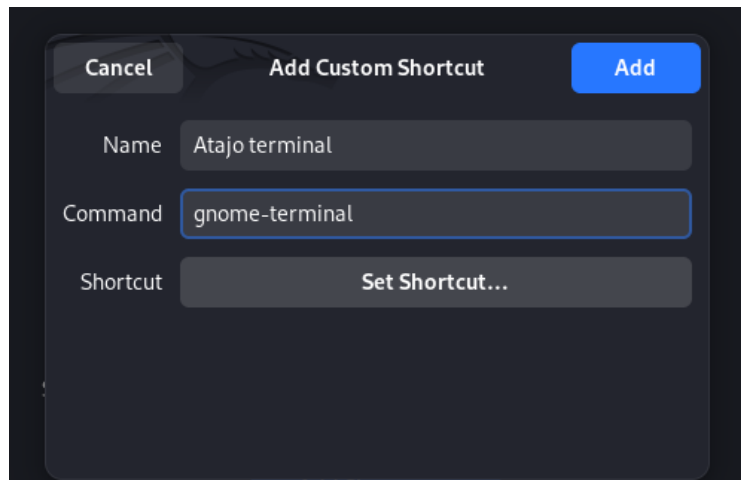 Cancel Add Custom Shortcut Add
Name Atajo terminal
Command gnome-terminal
Shortcut Set Shortcut...